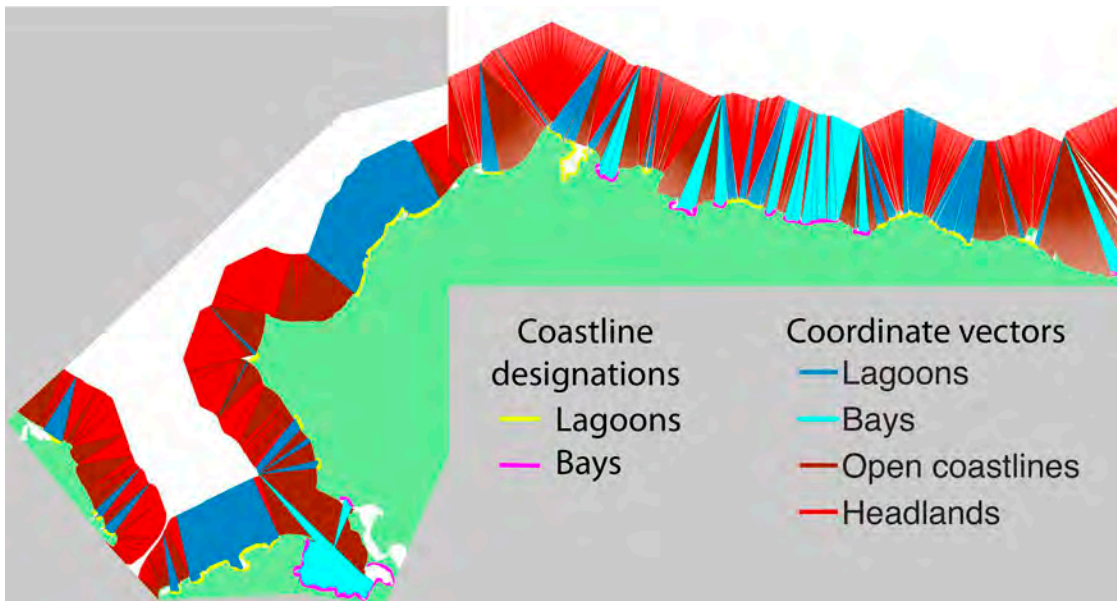 Coastline
designations
Lagoons
Bays
Coordinate vectors
Lagoons
Bays
Open coastlines
Headlands